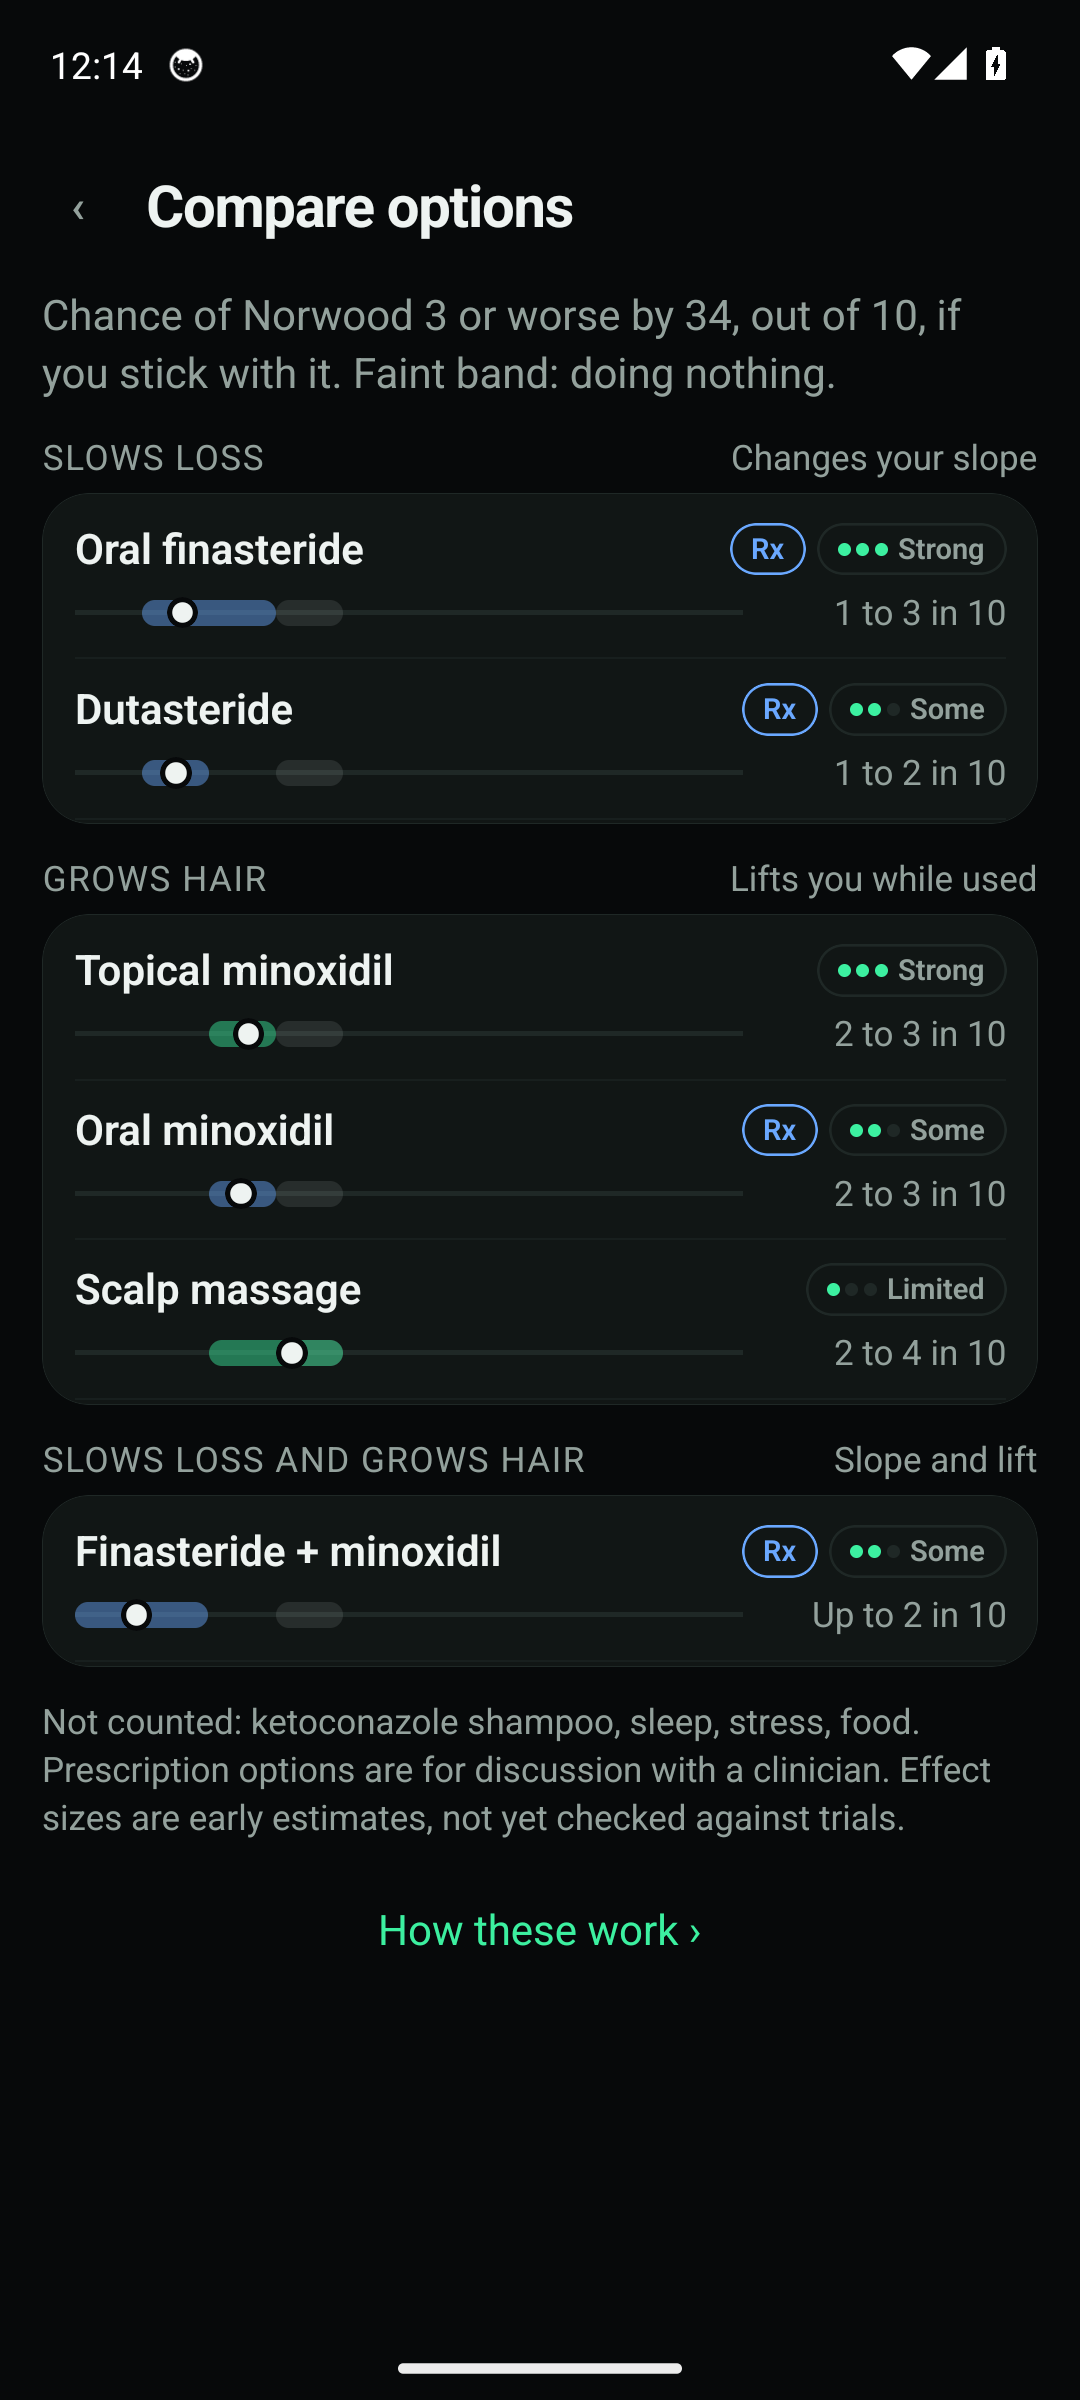 12:14
‹ Compare options
Chance of Norwood 3 or worse by 34, out of 10, if
you stick with it. Faint band: doing nothing.
SLOWS LOSS Changes your slope
Oral finasteride Rx Strong
1 to 3 in 10
Dutasteride Rx Some
1 to 2 in 10
GROWS HAIR Lifts you while used
Topical minoxidil Strong
2 to 3 in 10
Oral minoxidil Rx Some
2 to 3 in 10
Scalp massage Limited
2 to 4 in 10
SLOWS LOSS AND GROWS HAIR Slope and lift
Finasteride + minoxidil Rx Some
Up to 2 in 10
Not counted: ketoconazole shampoo, sleep, stress, food.
Prescription options are for discussion with a clinician. Effect
sizes are early estimates, not yet checked against trials.
How these work ›